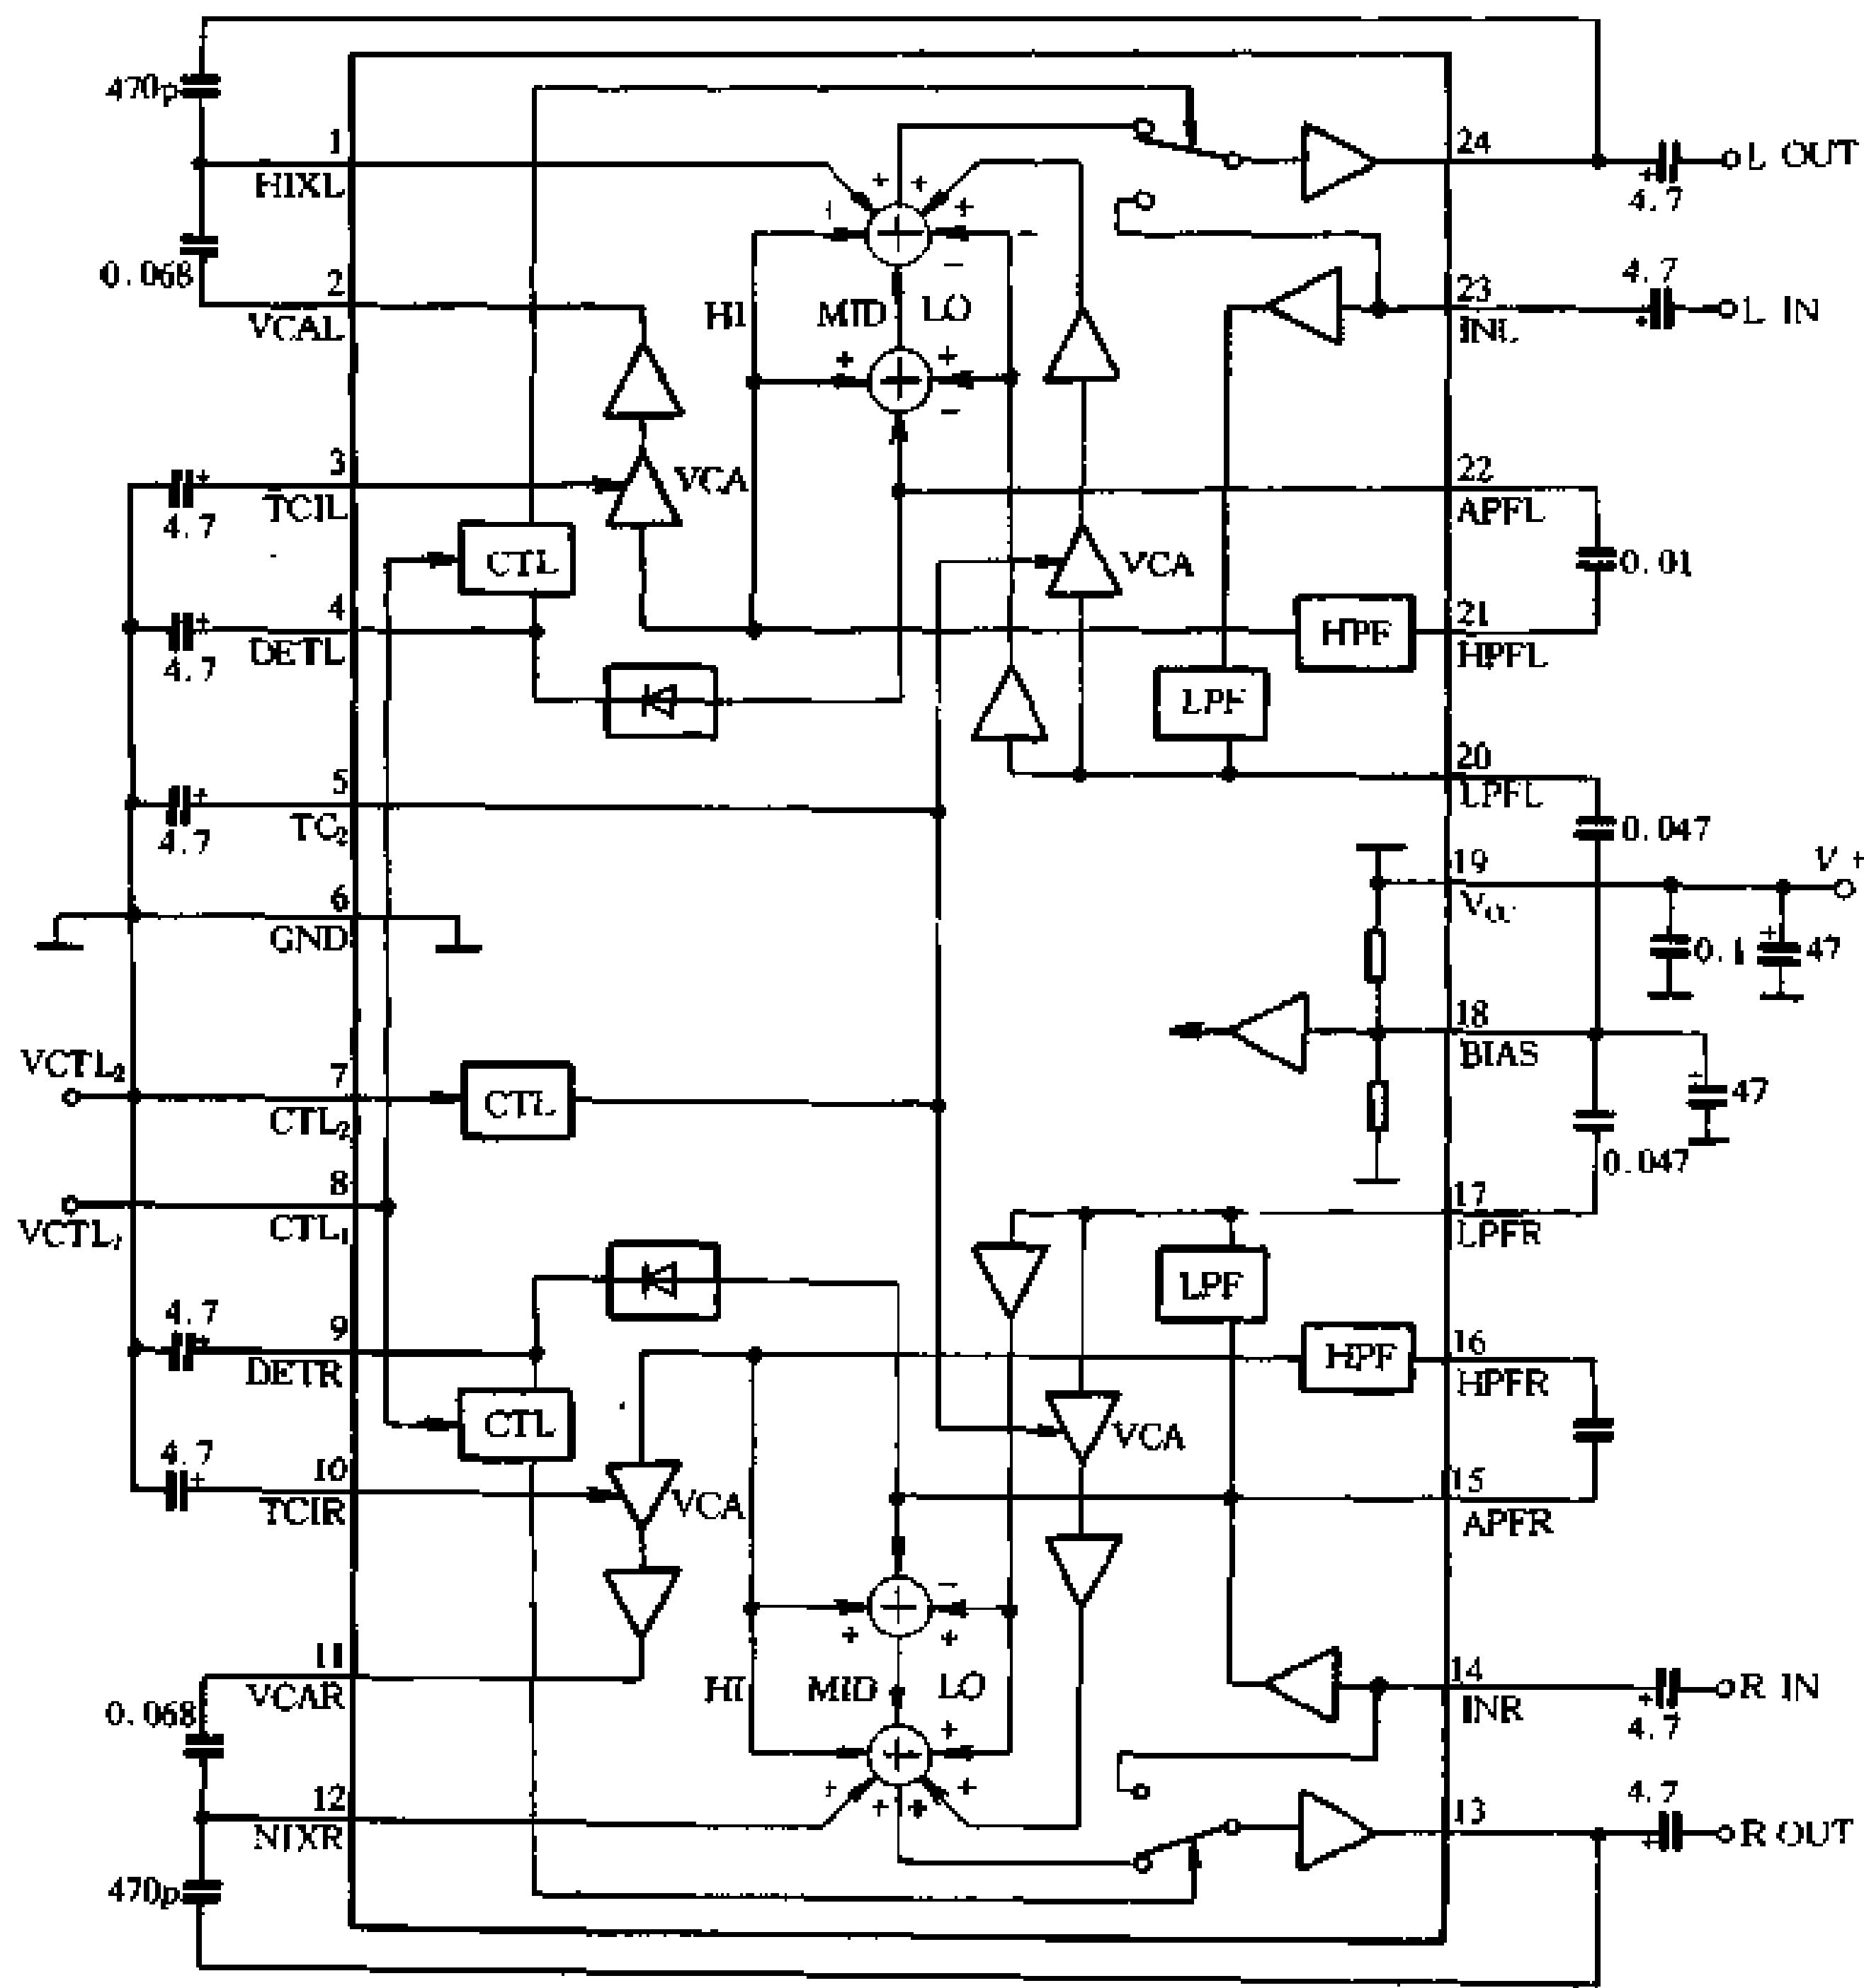 470p
1
24
L OUT
HIXL
4.7
0.068
2
HI
MID
LO
4.7
23
L IN
VCAL
INL
3
VCA
22
TCIL
APFL
4.7
CTL
VCA
0.01
4
HPF
21
DETL
HPFL
4.7
LPF
5
20
TC2
LPFL
4.7
0.047
19
V+
6
VCC
GND
0.1
47
18
VCTL2
BIAS
7
CTL
47
CTL2
0.047
8
17
VCTL1
CTL1
LPFR
LPF
4.7
9
HPF
16
DETR
HPFR
CTL
VCA
4.7
10
VCA
15
TCIR
APFR
11
HI
MID
LO
14
R IN
VCAR
INR
0.068
4.7
12
13
4.7
NIXR
R OUT
470p